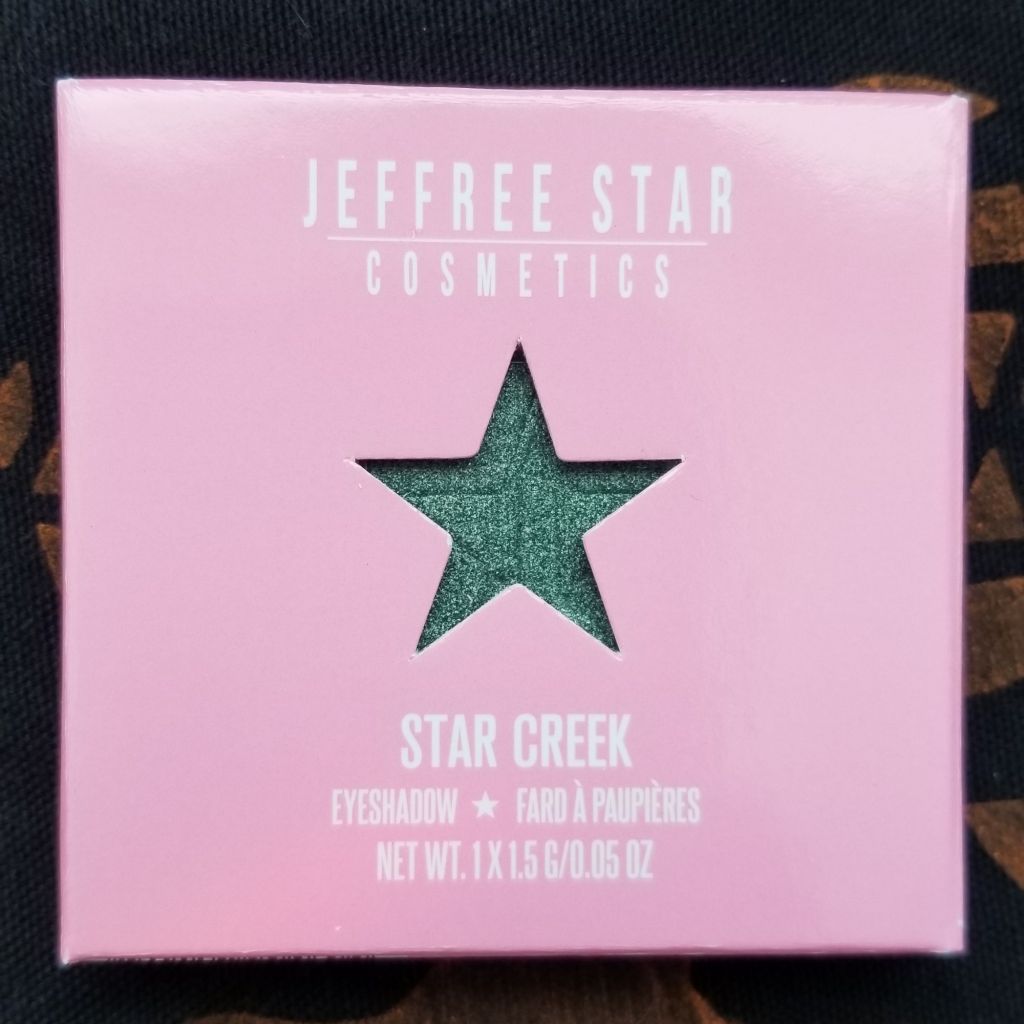 JEFFREE STAR
COSMETICS
STAR CREEK
EYESHADOW ★ FARD À PAUPIÈRES
NET WT. 1 X 1.5 G/0.05 OZ